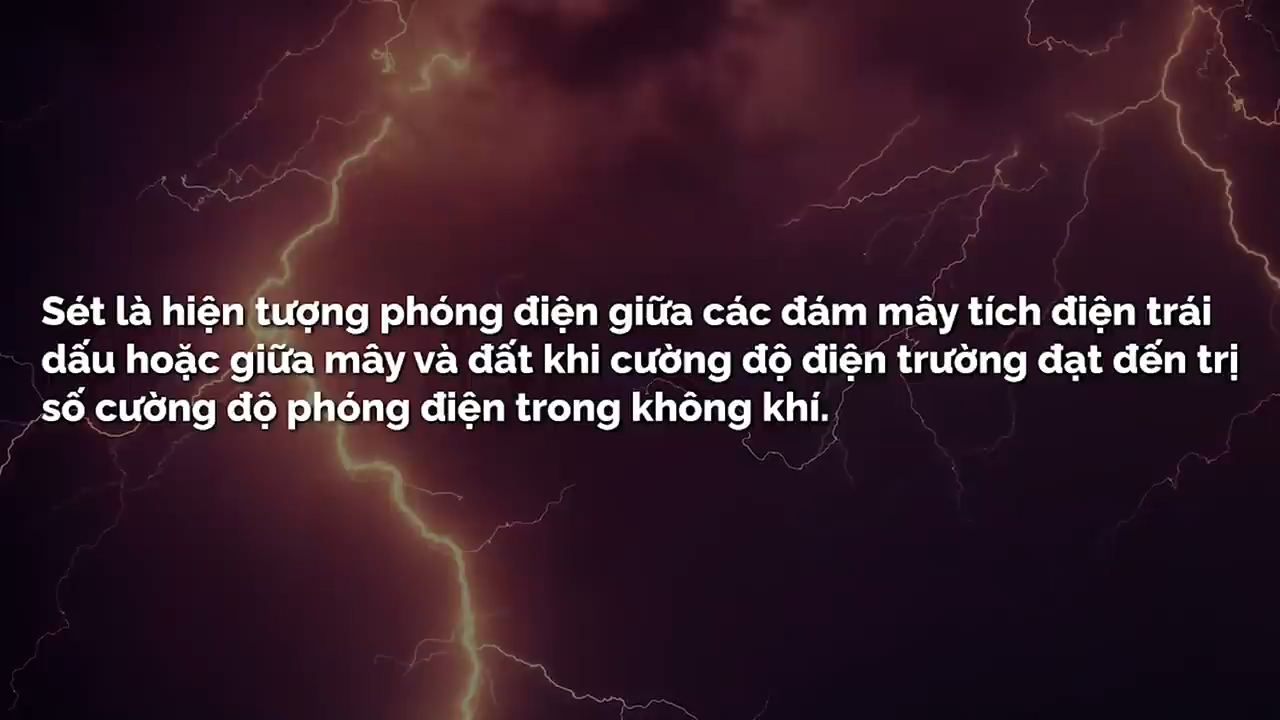 Sét là hiện tượng phóng điện giữa các đám mây tích điện trái
dấu hoặc giữa mây và đất khi cường độ điện trường đạt đến trị
số cường độ phóng điện trong không khí.